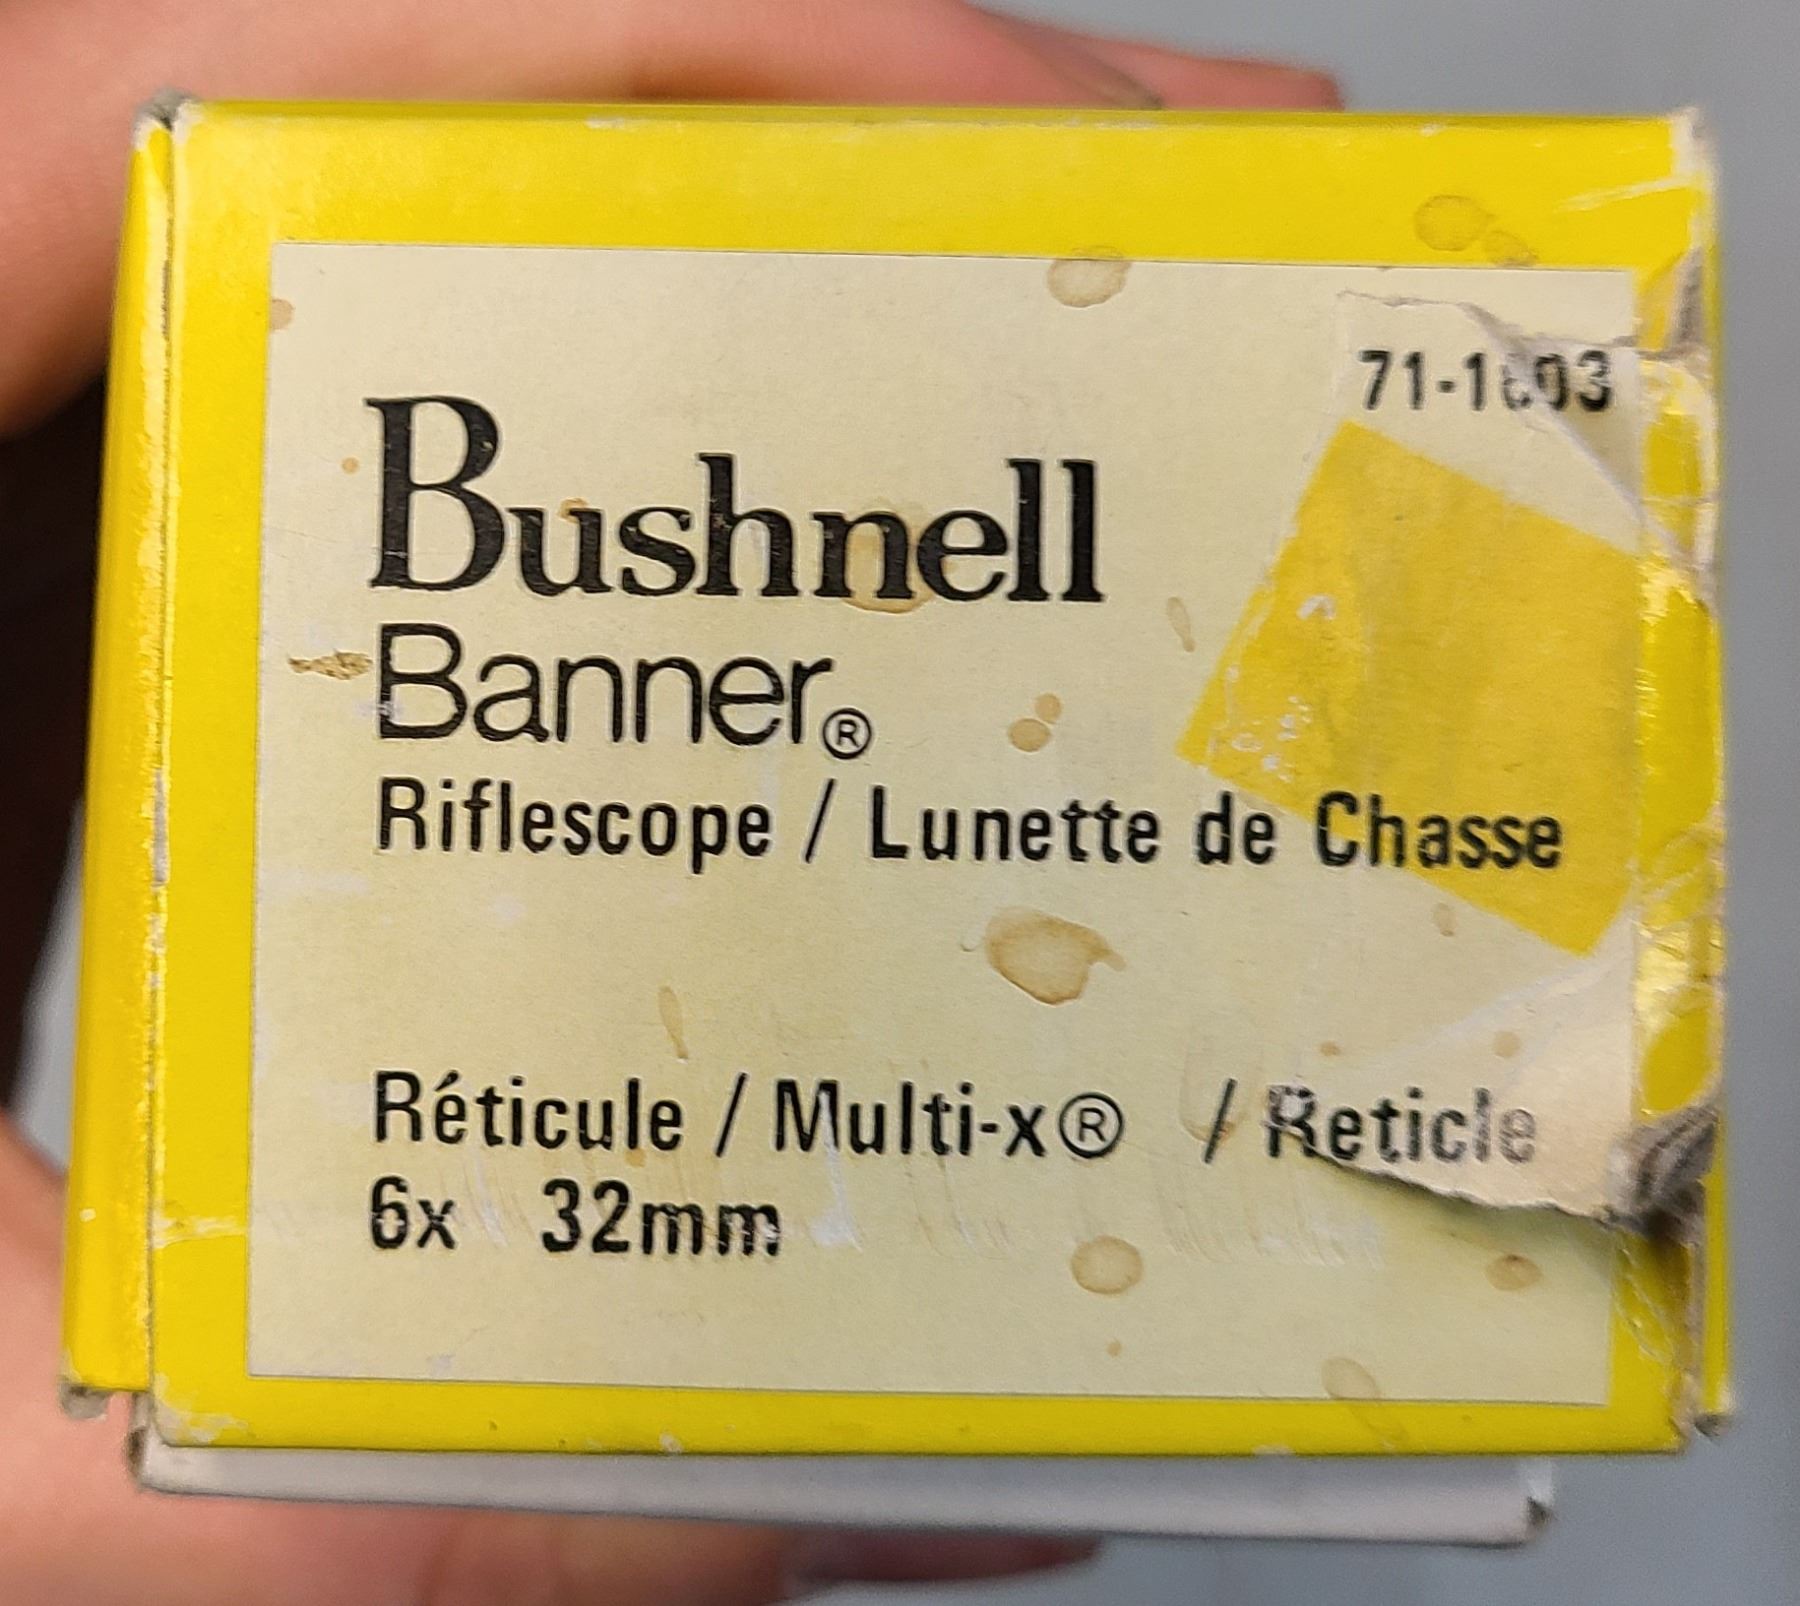 Bushnell
Banner®
Riflescope / Lunette de Chasse
Réticule / Multi-x® / Reticle
6x 32mm